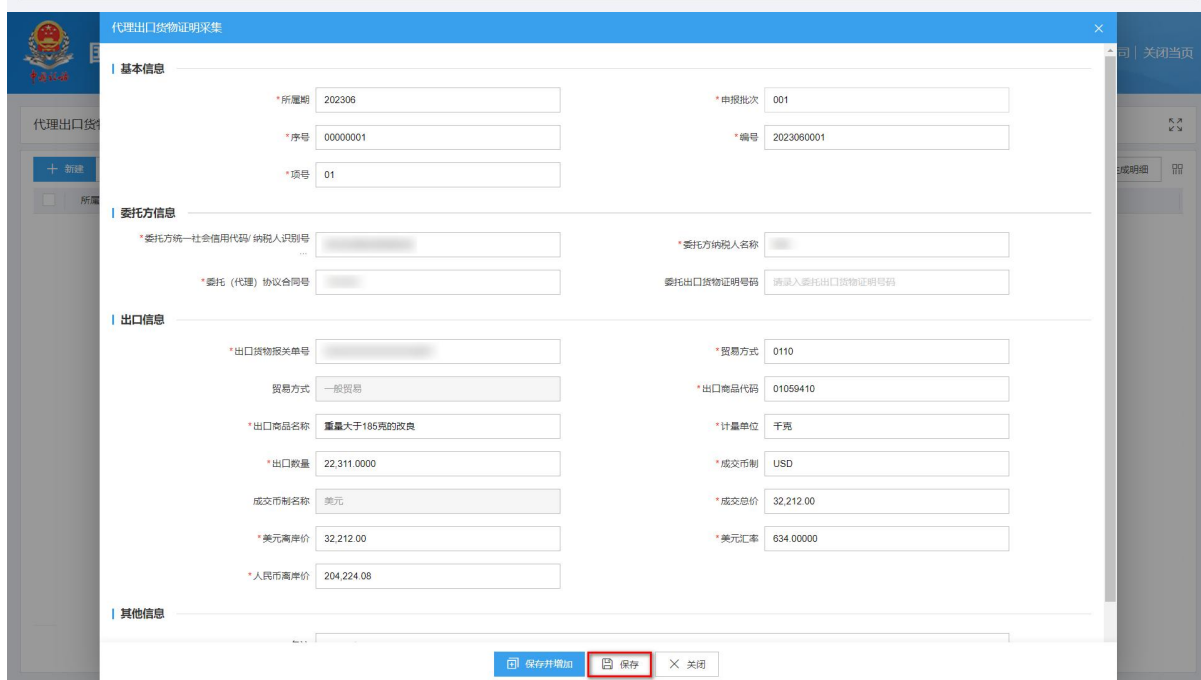 代理出口货物证明采集
国
司 | 关闭当页
基本信息
*所属期 202306 *申报批次 001
代理出口货物
*序号 00000001 *编号 2023060001
新建
*项号 01
生成明细
所属
委托方信息
*委托方统一社会信用代码/纳税人识别号
... *委托方纳税人名称
*委托（代理）协议合同号 委托出口货物证明号码 请录入委托出口货物证明号码
出口信息
*出口货物报关单号 *贸易方式 0110
贸易方式 一般贸易 *出口商品代码 01059410
*出口商品名称 重量大于185克的改良 *计量单位 千克
*出口数量 22,311.0000 *成交币制 USD
成交币制名称 美元 *成交总价 32,212.00
*美元离岸价 32,212.00 *美元汇率 634.00000
*人民币离岸价 204,224.08
其他信息
保存并增加 保存 关闭